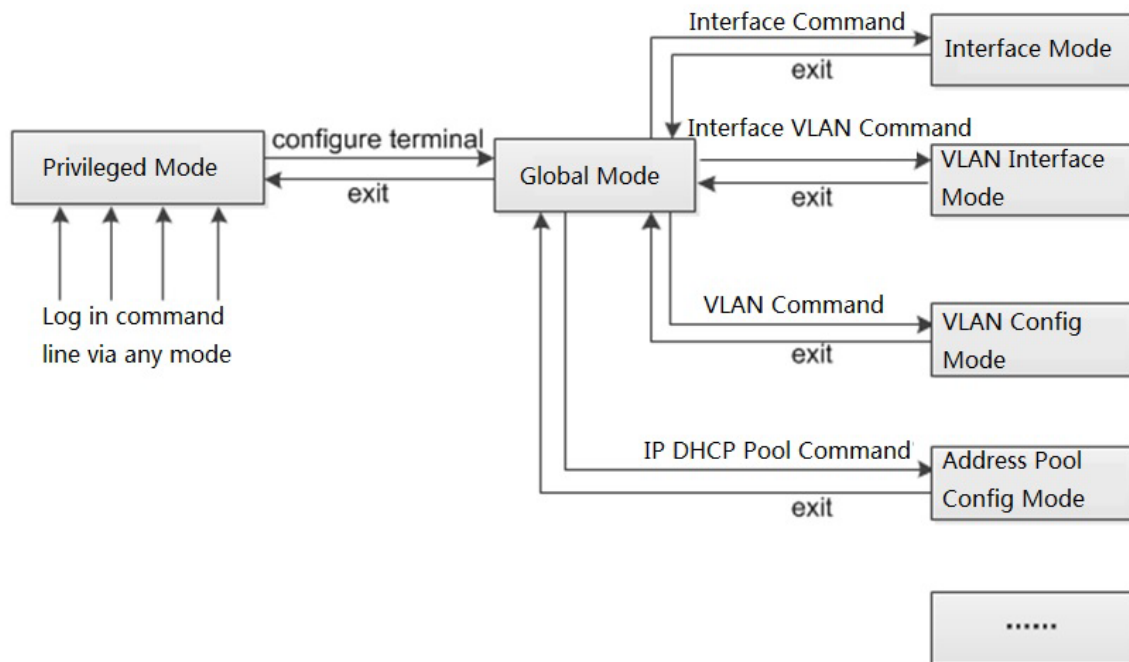 Interface Command
Interface Mode
exit
configure terminal
Interface VLAN Command
Privileged Mode
Global Mode
VLAN Interface
Mode
exit
exit
Log in command
line via any mode
VLAN Command
VLAN Config
Mode
exit
IP DHCP Pool Command
Address Pool
Config Mode
exit
......